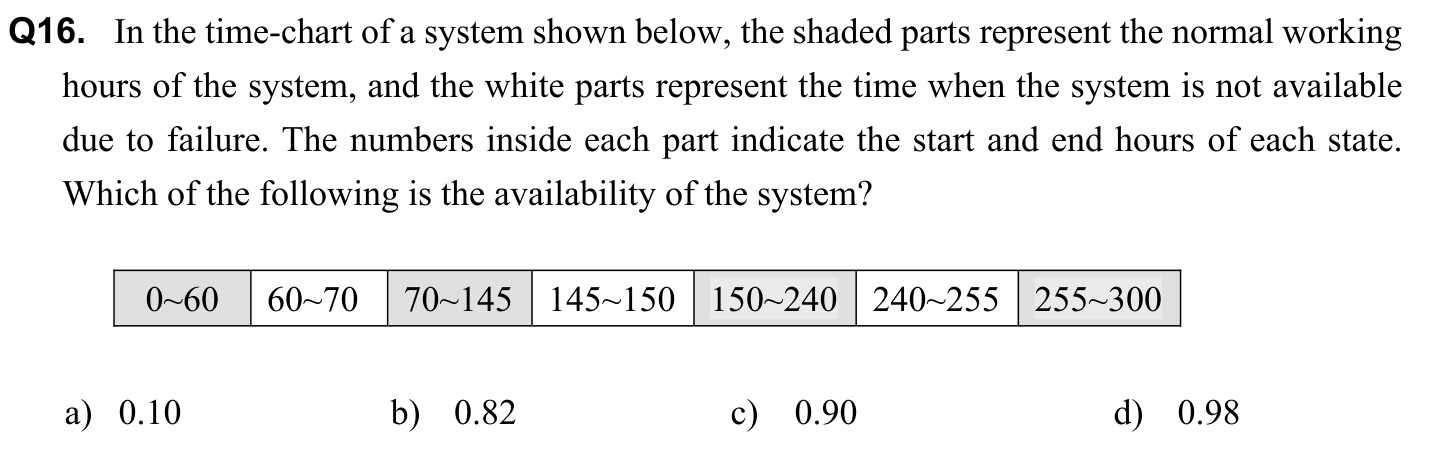 Q16. In the time-chart of a system shown below, the shaded parts represent the normal working
hours of the system, and the white parts represent the time when the system is not available
due to failure. The numbers inside each part indicate the start and end hours of each state.
Which of the following is the availability of the system?
0~60 60~70 70~145 145~150 150~240 240~255 255~300
a) 0.10 b) 0.82 c) 0.90 d) 0.98